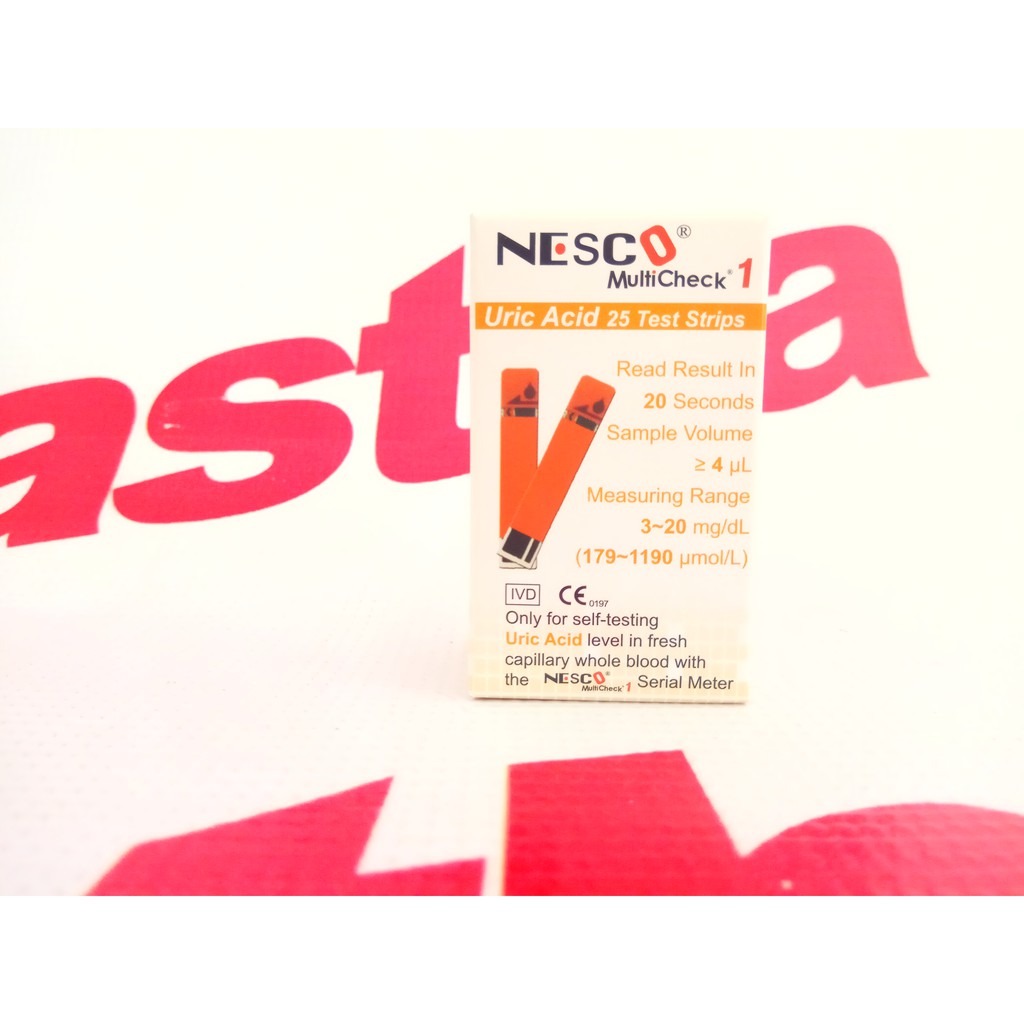 NESCO®
MultiCheck® 1
Uric Acid 25 Test Strips
Read Result In
20 Seconds
Sample Volume
≥ 4 µL
Measuring Range
3~20 mg/dL
(179~1190 µmol/L)
IVD CE 0197
Only for self-testing
Uric Acid level in fresh
capillary whole blood with
the NESCO® MultiCheck® 1 Serial Meter